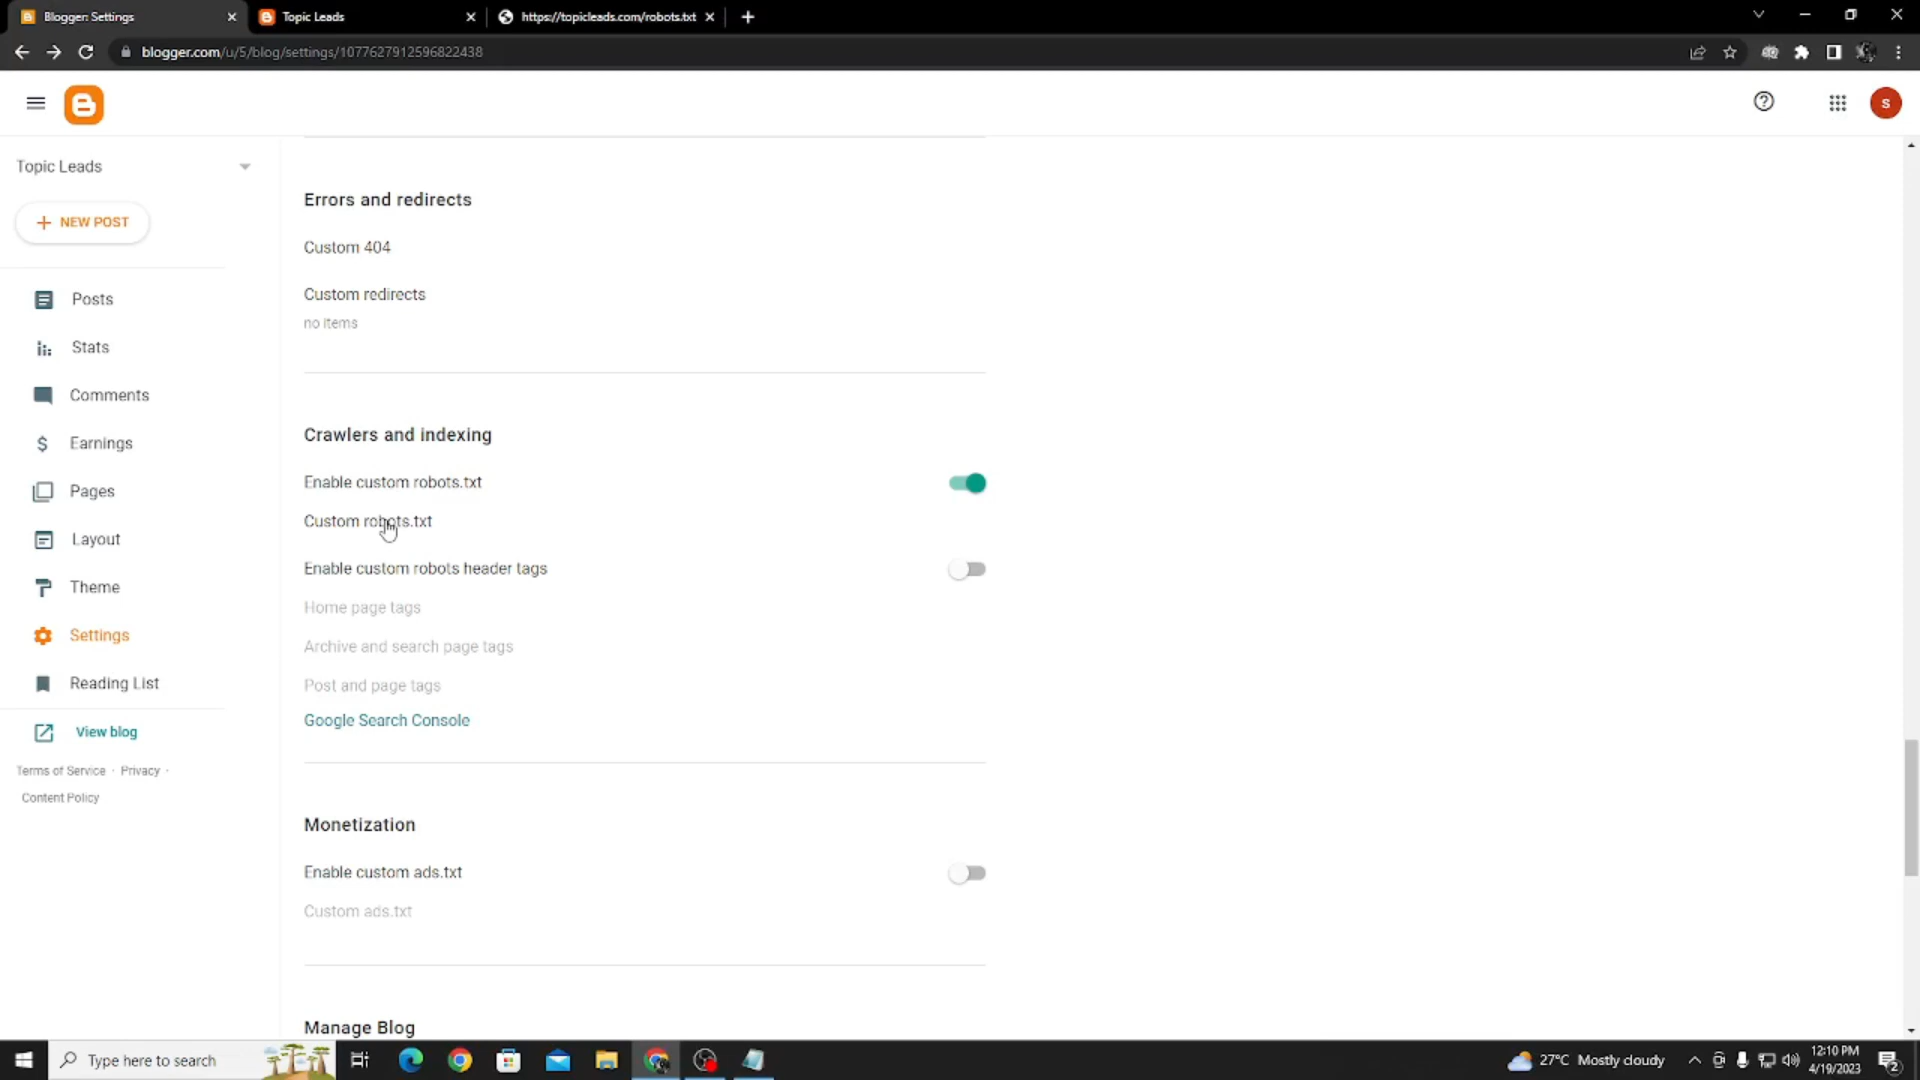 Blogger: Settings
Topic Leads
https://topicleads.com/robots.txt
blogger.com/u/5/blog/settings/1077627912596822438
S
Topic Leads
NEW POST
Posts
Stats
Comments
Earnings
Pages
Layout
Theme
Settings
Reading List
View blog
Terms of Service · Privacy ·
Content Policy
Errors and redirects
Custom 404
Custom redirects
no items
Crawlers and indexing
Enable custom robots.txt
Custom robots.txt
Enable custom robots header tags
Home page tags
Archive and search page tags
Post and page tags
Google Search Console
Monetization
Enable custom ads.txt
Custom ads.txt
Manage Blog
Type here to search
27°C Mostly cloudy
12:10 PM
4/19/2023
2